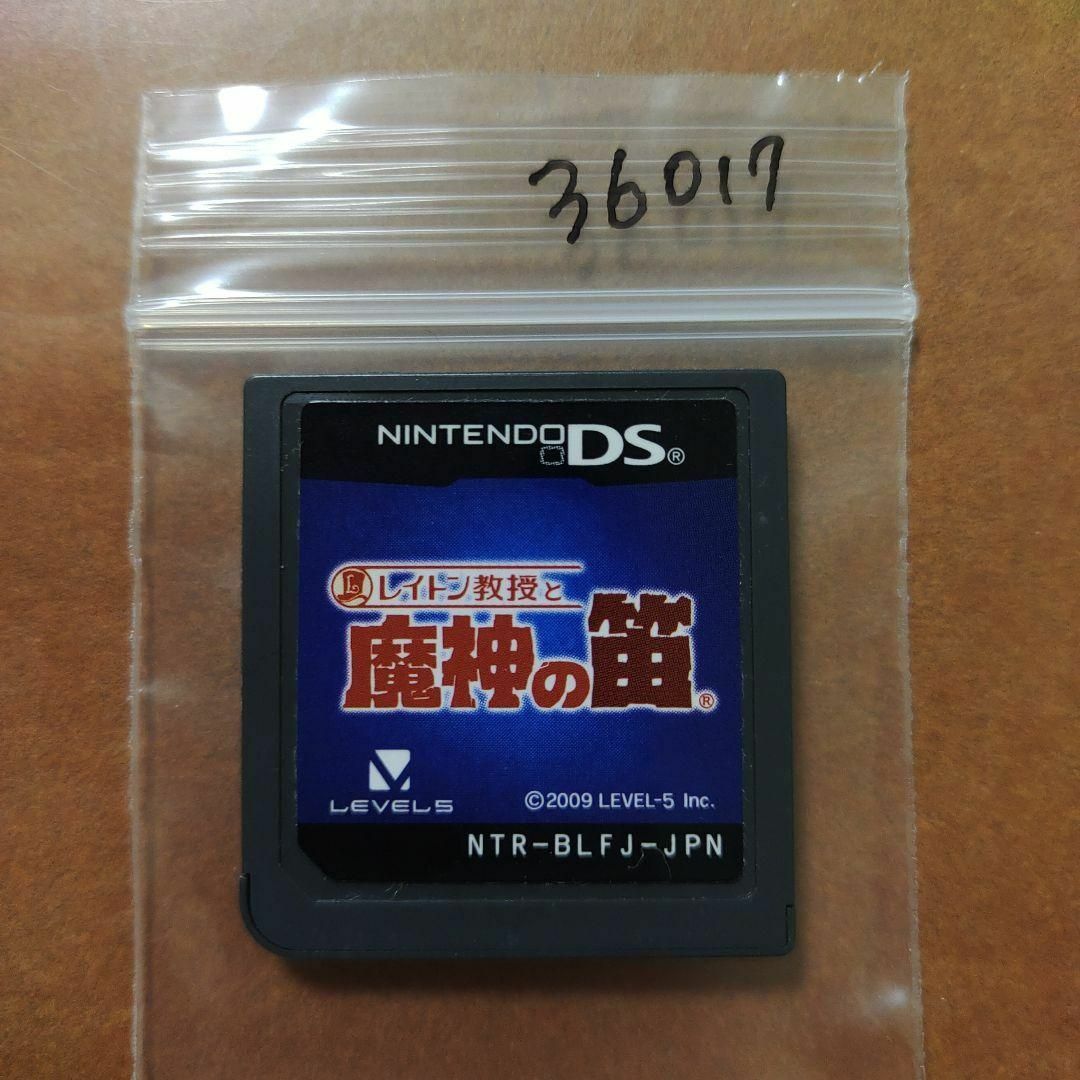 36017
NINTENDO DS®
L レイトン教授と
魔神の笛®
LEVEL5
©2009 LEVEL-5 Inc.
NTR-BLFJ-JPN